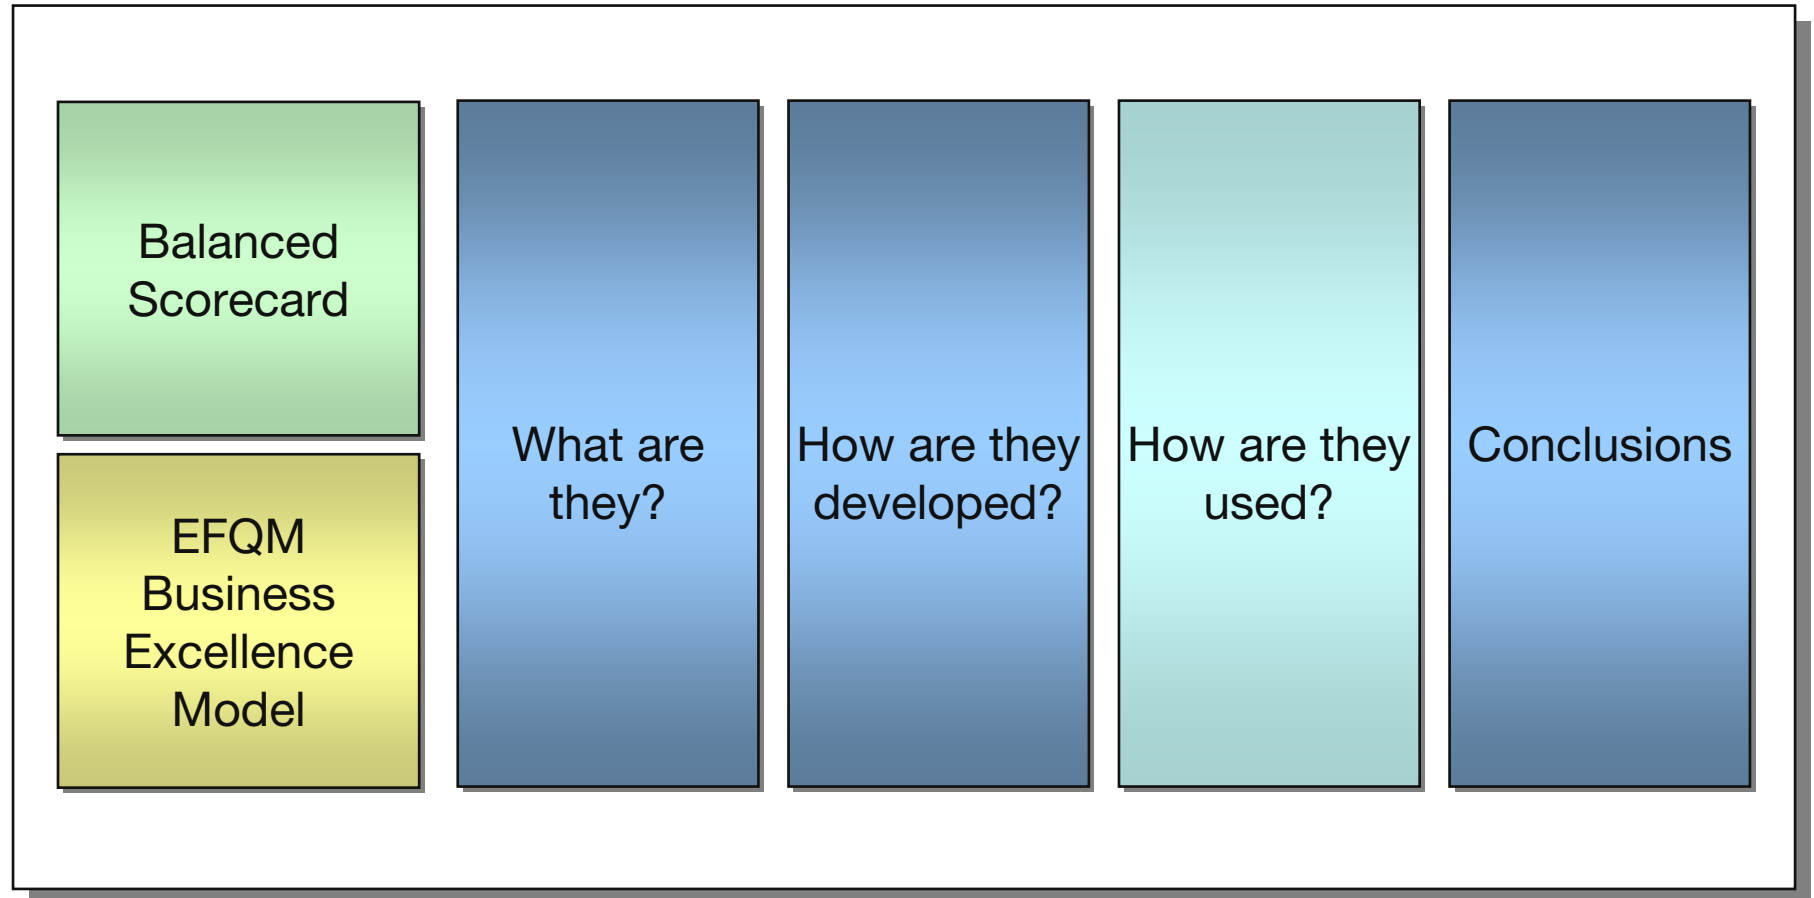 Balanced
Scorecard
EFQM
Business
Excellence
Model
What are
they?
How are they
developed?
How are they
used?
Conclusions